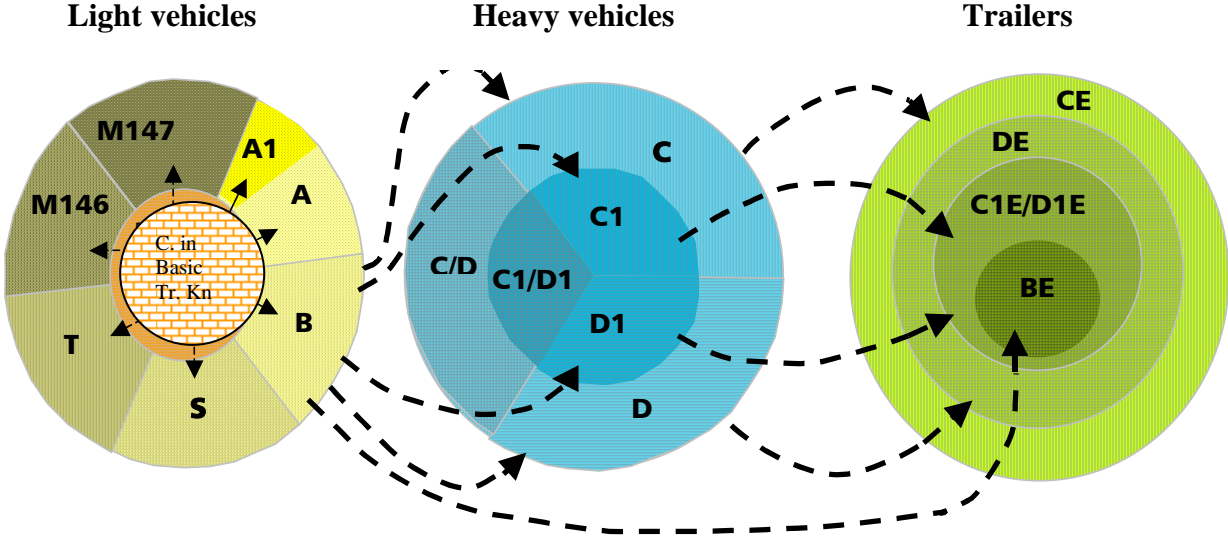 Light vehicles
Heavy vehicles
Trailers
M147
A1
A
M146
C. in
Basic
Tr. Kn
T
B
S
C
C1
C/D
C1/D1
D1
D
CE
DE
C1E/D1E
BE